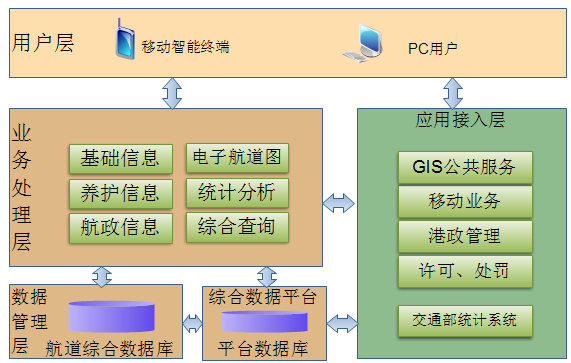 用户层
移动智能终端
PC用户
业务处理层
基础信息
电子航道图
养护信息
统计分析
航政信息
综合查询
应用接入层
GIS公共服务
移动业务
港政管理
许可、处罚
交通部统计系统
数据管理层
航道综合数据库
综合数据平台
平台数据库